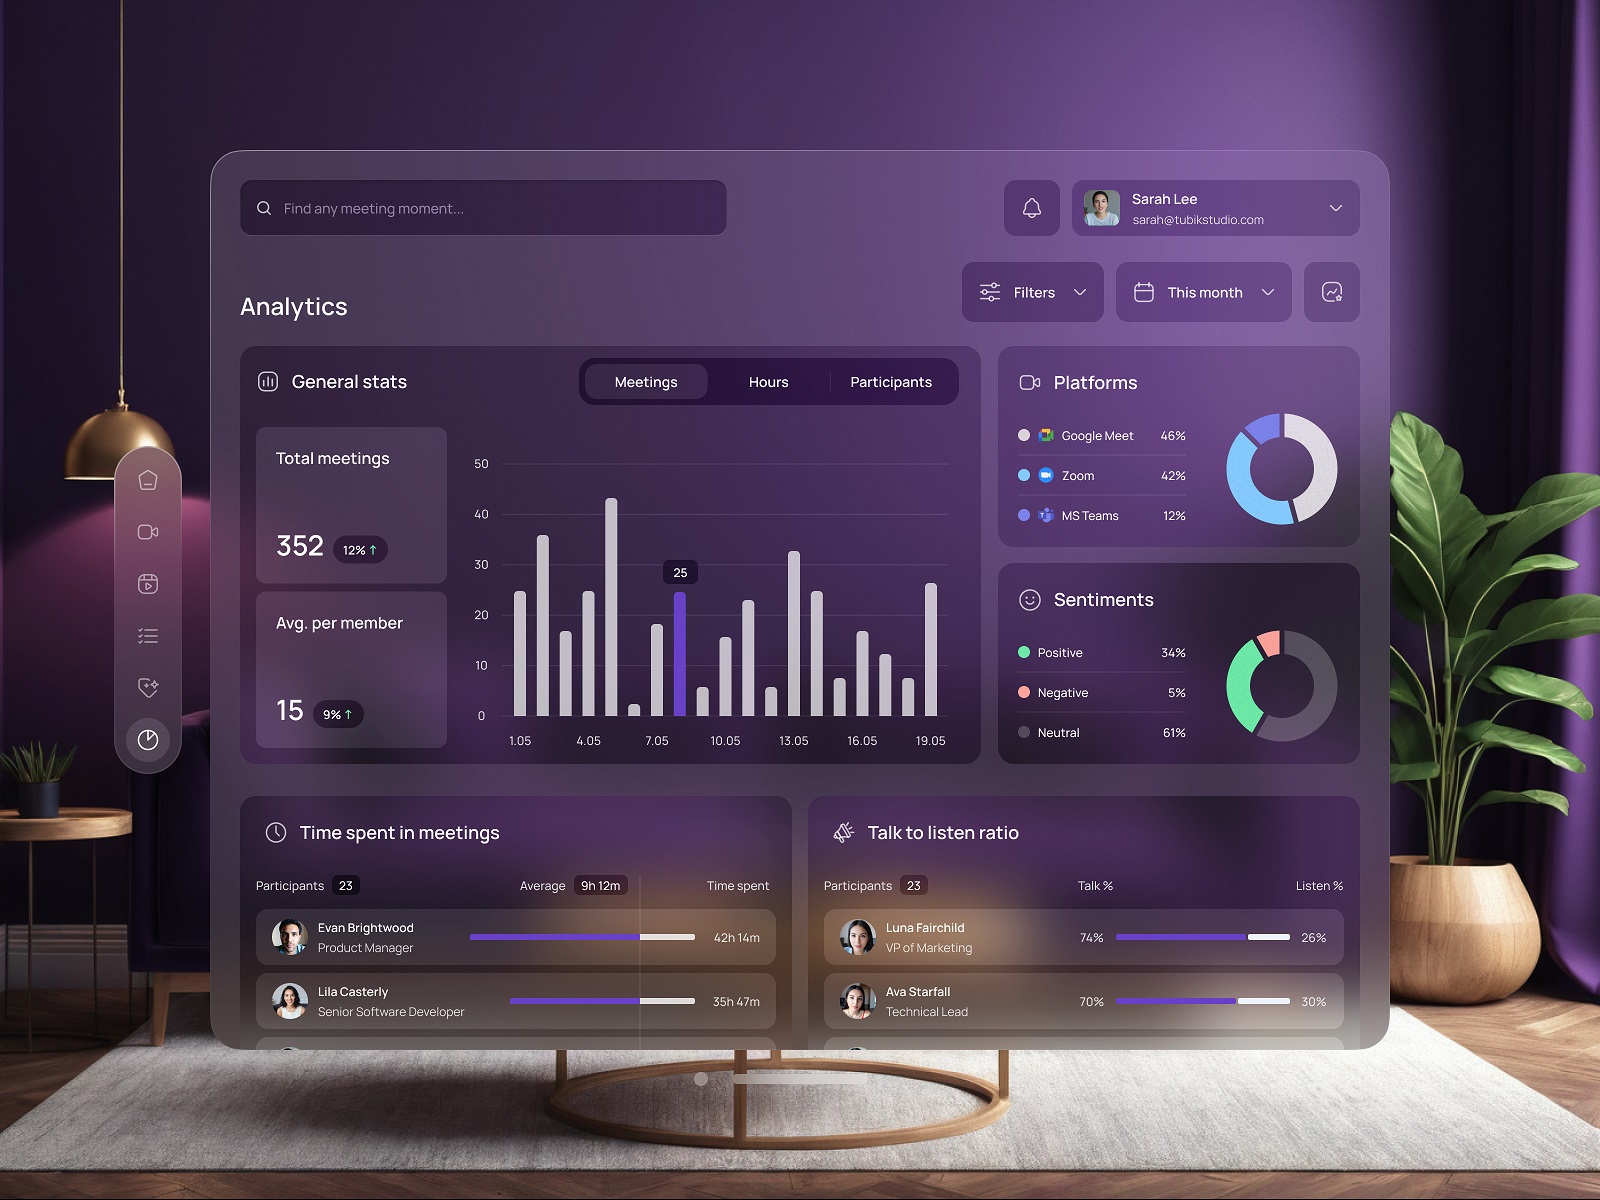 Find any meeting moment...
Sarah Lee
sarah@tubikstudio.com
Analytics
Filters
This month
General stats
Meetings
Hours
Participants
Total meetings
352
12% ↑
Avg. per member
15
9% ↑
50
40
30
20
10
0
25
1.05
4.05
7.05
10.05
13.05
16.05
19.05
Platforms
Google Meet 46%
Zoom 42%
MS Teams 12%
Sentiments
Positive 34%
Negative 5%
Neutral 61%
Time spent in meetings
Participants 23
Average 9h 12m
Time spent
Evan Brightwood
Product Manager
42h 14m
Lila Casterly
Senior Software Developer
35h 47m
Talk to listen ratio
Participants 23
Talk %
Listen %
Luna Fairchild
VP of Marketing
74%
26%
Ava Starfall
Technical Lead
70%
30%